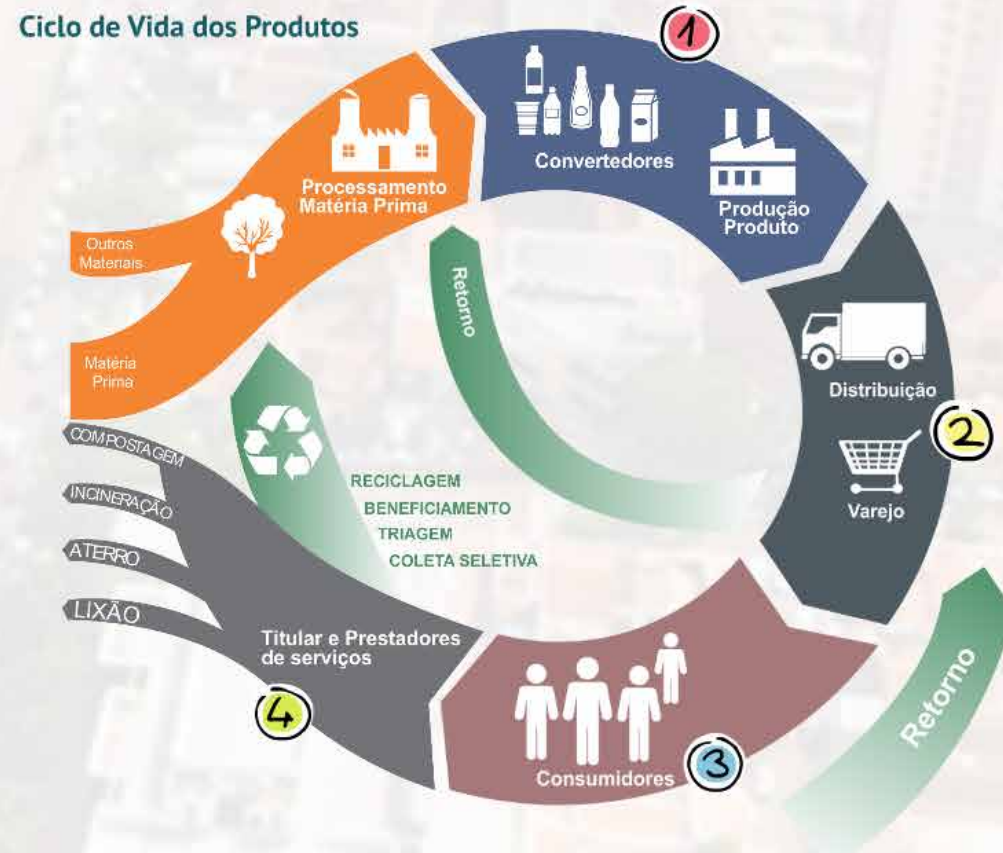 Ciclo de Vida dos Produtos
1
Convertedores
Produção
Produto
Processamento
Matéria Prima
Outros
Materiais
Matéria
Prima
Retorno
Distribuição
2
Varejo
COMPOSTAGEM
INCINERAÇÃO
ATERRO
LIXÃO
RECICLAGEM
BENEFICIAMENTO
TRIAGEM
COLETA SELETIVA
Titular e Prestadores
de serviços
4
Consumidores
3
Retorno